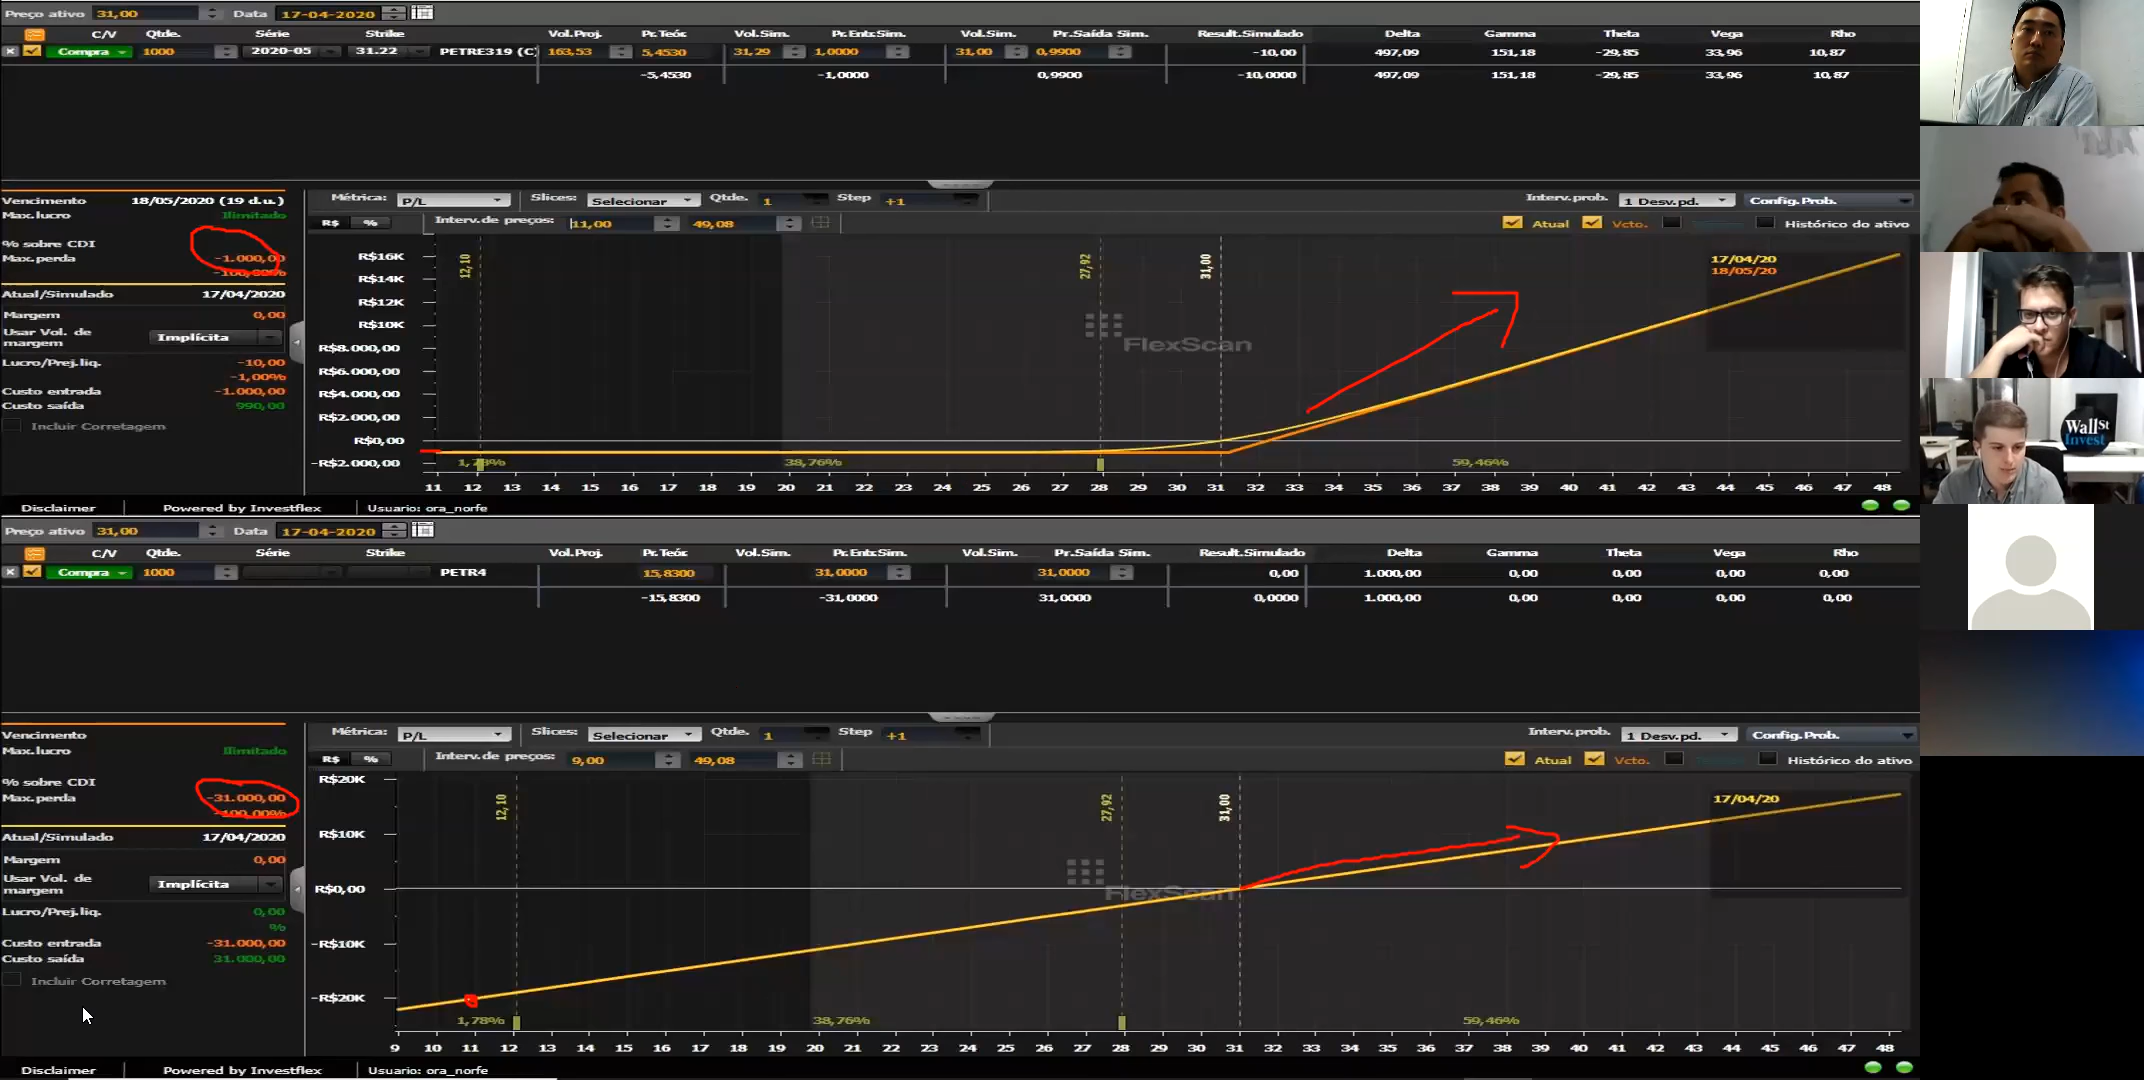 Preço ativo 31,00 Data 17-04-2020
C/V Qtde. Série Strike Vol.Proj. Pr.Teór. Vol.Sim. Pr.Entr.Sim. Vol.Sim. Pr.Saída Sim. Result.Simulado Delta Gamma Theta Vega Rho
Compra 1000 2020-05 31.22 PETRE319 (C) 163,53 5,4530 31,29 1,0000 31,00 0,9900 -10,00 497,09 151,18 -29,85 33,96 10,87
-5,4530 -1,0000 0,9900 -10,0000 497,09 151,18 -29,85 33,96 10,87
Vencimento 18/05/2020 (19 d.u.)
Max.lucro Ilimitado
% sobre CDI
Max.perda -1.000,00
-100,00%
Atual/Simulado 17/04/2020
Margem 0,00
Usar Vol. de margem Implícita
Lucro/Prej.liq. -10,00
-1,00%
Custo entrada -1.000,00
Custo saída 990,00
Incluir Corretagem
Métrica: P/L Slices: Selecionar Qtde. 1 Step +1 Interv.prob. 1 Desv.pd. Config.Prob.
R$ % Interv.de preços: 11,00 49,08 Atual Vcto. Histórico do ativo
12,10 27,92 31,00
17/04/20
18/05/20
R$16K
R$14K
R$12K
R$10K
R$8.000,00
R$6.000,00
R$4.000,00
R$2.000,00
R$0,00
-R$2.000,00
FlexScan
1,78% 38,76% 59,46%
11 12 13 14 15 16 17 18 19 20 21 22 23 24 25 26 27 28 29 30 31 32 33 34 35 36 37 38 39 40 41 42 43 44 45 46 47 48
Disclaimer Powered by Investflex Usuario: ora_norfe
Preço ativo 31,00 Data 17-04-2020
C/V Qtde. Série Strike Vol.Proj. Pr.Teór. Vol.Sim. Pr.Entr.Sim. Vol.Sim. Pr.Saída Sim. Result.Simulado Delta Gamma Theta Vega Rho
Compra 1000 PETR4 15,8300 31,0000 31,0000 0,00 1.000,00 0,00 0,00 0,00 0,00
-15,8300 -31,0000 31,0000 0,0000 1.000,00 0,00 0,00 0,00 0,00
Vencimento
Max.lucro Ilimitado
% sobre CDI
Max.perda -31.000,00
-100,00%
Atual/Simulado 17/04/2020
Margem 0,00
Usar Vol. de margem Implícita
Lucro/Prej.liq. 0,00
%
Custo entrada -31.000,00
Custo saída 31.000,00
Incluir Corretagem
Métrica: P/L Slices: Selecionar Qtde. 1 Step +1 Interv.prob. 1 Desv.pd. Config.Prob.
R$ % Interv.de preços: 9,00 49,08 Atual Vcto. Histórico do ativo
12,10 27,92 31,00
17/04/20
R$20K
R$10K
R$0,00
-R$10K
-R$20K
FlexScan
1,78% 38,76% 59,46%
9 10 11 12 13 14 15 16 17 18 19 20 21 22 23 24 25 26 27 28 29 30 31 32 33 34 35 36 37 38 39 40 41 42 43 44 45 46 47 48
Disclaimer Powered by Investflex Usuario: ora_norfe
Wall St
Invest